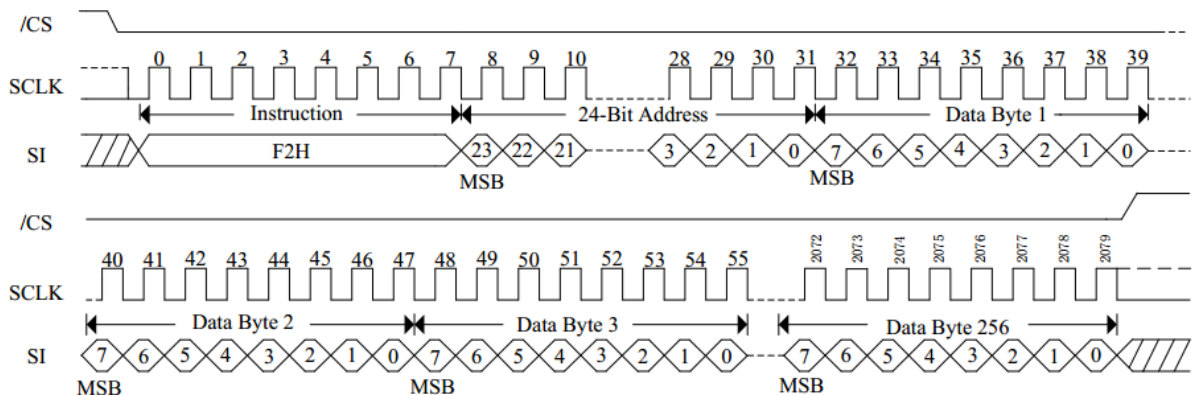 /CS
0 1 2 3 4 5 6 7 8 9 10 28 29 30 31 32 33 34 35 36 37 38 39
SCLK
Instruction 24-Bit Address Data Byte 1
SI F2H 23 22 21 3 2 1 0 7 6 5 4 3 2 1 0
MSB MSB
/CS
40 41 42 43 44 45 46 47 48 49 50 51 52 53 54 55 2072 2073 2074 2075 2076 2077 2078 2079
SCLK
Data Byte 2 Data Byte 3 Data Byte 256
SI 7 6 5 4 3 2 1 0 7 6 5 4 3 2 1 0 7 6 5 4 3 2 1 0
MSB MSB MSB